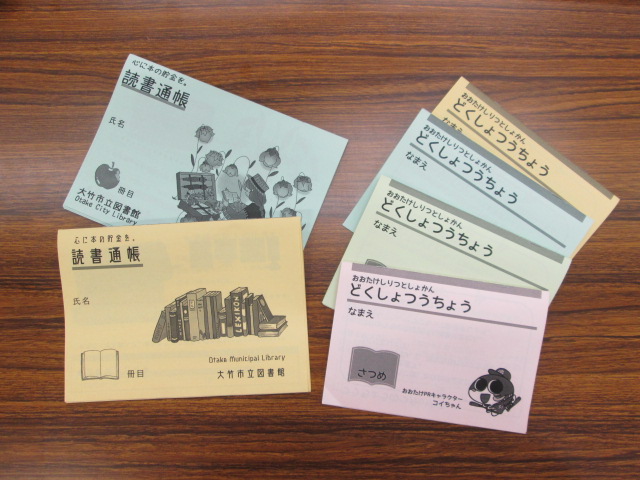 心に本の貯金を。
読書通帳
氏名
冊目
大竹市立図書館
Otake City Library
心に本の貯金を。
読書通帳
氏名
冊目
Otake Municipal Library
大竹市立図書館
おおたけしりつとしょかん
どくしょつうちょう
おおたけしりつとしょかん
どくしょつうちょう
なまえ
おおたけしりつとしょかん
どくしょつうちょう
なまえ
おおたけしりつとしょかん
どくしょつうちょう
なまえ
さつめ
おおたけPRキャラクター
コイちゃん